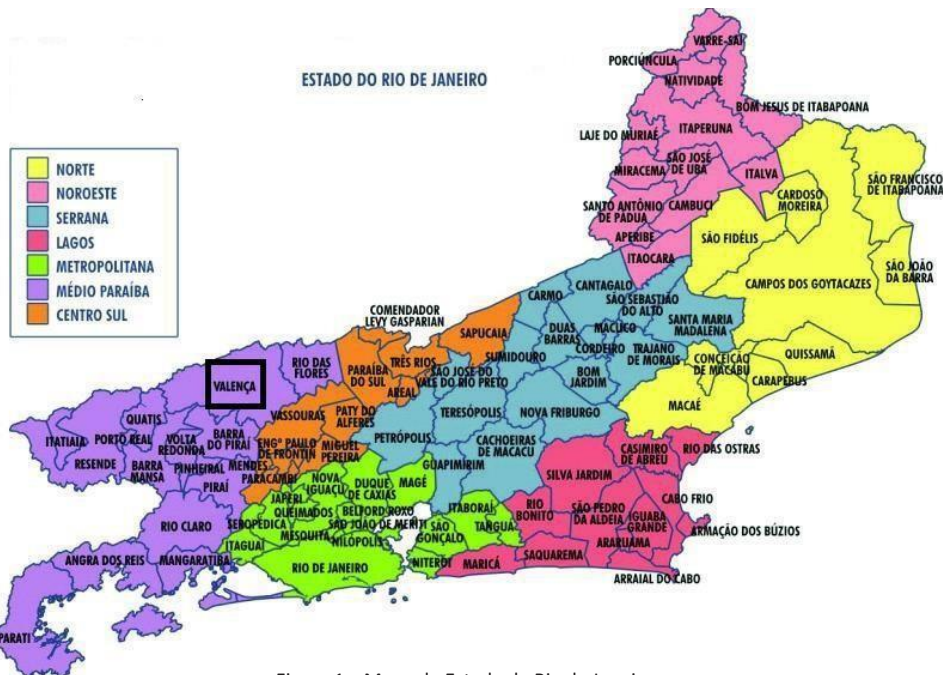 ESTADO DO RIO DE JANEIRO
NORTE
NOROESTE
SERRANA
LAGOS
METROPOLITANA
MÉDIO PARAÍBA
CENTRO SUL
VARRE-SAI
PORCIÚNCULA
NATIVIDADE
BOM JESUS DE ITABAPOANA
LAJE DO MURIAÉ
ITAPERUNA
MIRACEMA
SÃO JOSÉ
DE UBA
ITALVA
SÃO FRANCISCO
DE ITABAPOANA
CARDOSO
MOREIRA
SANTO ANTÔNIO
DE PADUA
CAMBUCI
APERIBE
SÃO FIDÉLIS
ITAOCARA
SÃO JOÃO
DA BARRA
CAMPOS DOS GOYTACAZES
CANTAGALO
CARMO
SÃO SEBASTIÃO
DO ALTO
COMENDADOR
LEVY GASPARIAN
SAPUCAIA
DUAS
BARRAS
MACUCO
SANTA MARIA
MADALENA
CORDEIRO
TRAJANO
DE MORAIS
SUMIDOURO
QUISSAMÃ
CONCEIÇÃO
DE MACABU
CARAPEBUS
RIO DAS
FLORES
TRÊS RIOS
PARAÍBA
DO SUL
SÃO JOSÉ DO
VALE DO RIO PRETO
AREAL
BOM
JARDIM
VALENÇA
MACAÉ
VASSOURAS
PATY DO
ALFERES
TERESÓPOLIS
NOVA FRIBURGO
QUATIS
ITATIAIA
PORTO REAL
VOLTA
REDONDA
BARRA
DO PIRAÍ
ENGº PAULO
DE FRONTIN
MIGUEL
PEREIRA
PETRÓPOLIS
CACHOEIRAS
DE MACACU
CASIMIRO
DE ABREU
RIO DAS OSTRAS
RESENDE
BARRA
MANSA
PINHEIRAL
MENDES
PARACAMBI
GUAPIMIRIM
SILVA JARDIM
PIRAÍ
NOVA
IGUAÇU
DUQUE
DE CAXIAS
MAGÉ
JAPERI
QUEIMADOS
BELFORD ROXO
CABO FRIO
RIO CLARO
SEROPÉDICA
MESQUITA
SÃO JOÃO DE MERITI
NILÓPOLIS
ITABORAÍ
TANGUA
SÃO
GONÇALO
RIO
BONITO
SÃO PEDRO
DA ALDEIA
IGUABA
GRANDE
ARMAÇÃO DOS BÚZIOS
ITAGUAÍ
ARARUAMA
ANGRA DOS REIS
MANGARATIBA
RIO DE JANEIRO
NITERÓI
MARICÁ
SAQUAREMA
ARRAIAL DO CABO
PARATI